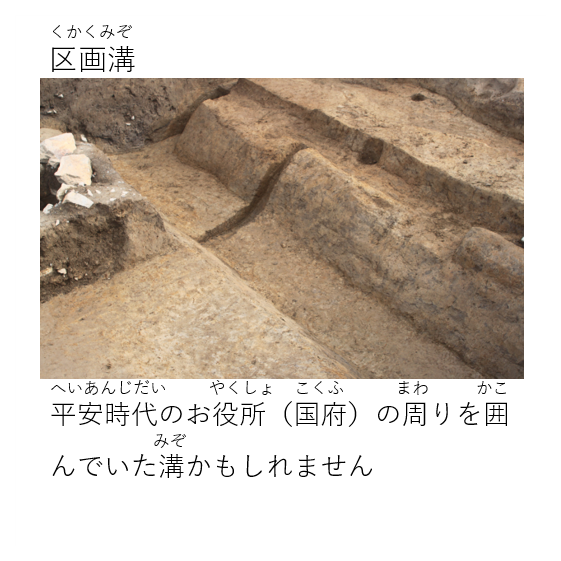 くかくみぞ
区画溝
へいあんじだい やくしょ こくふ まわ かこ
平安時代のお役所（国府）の周りを囲
みぞ
んでいた溝かもしれません